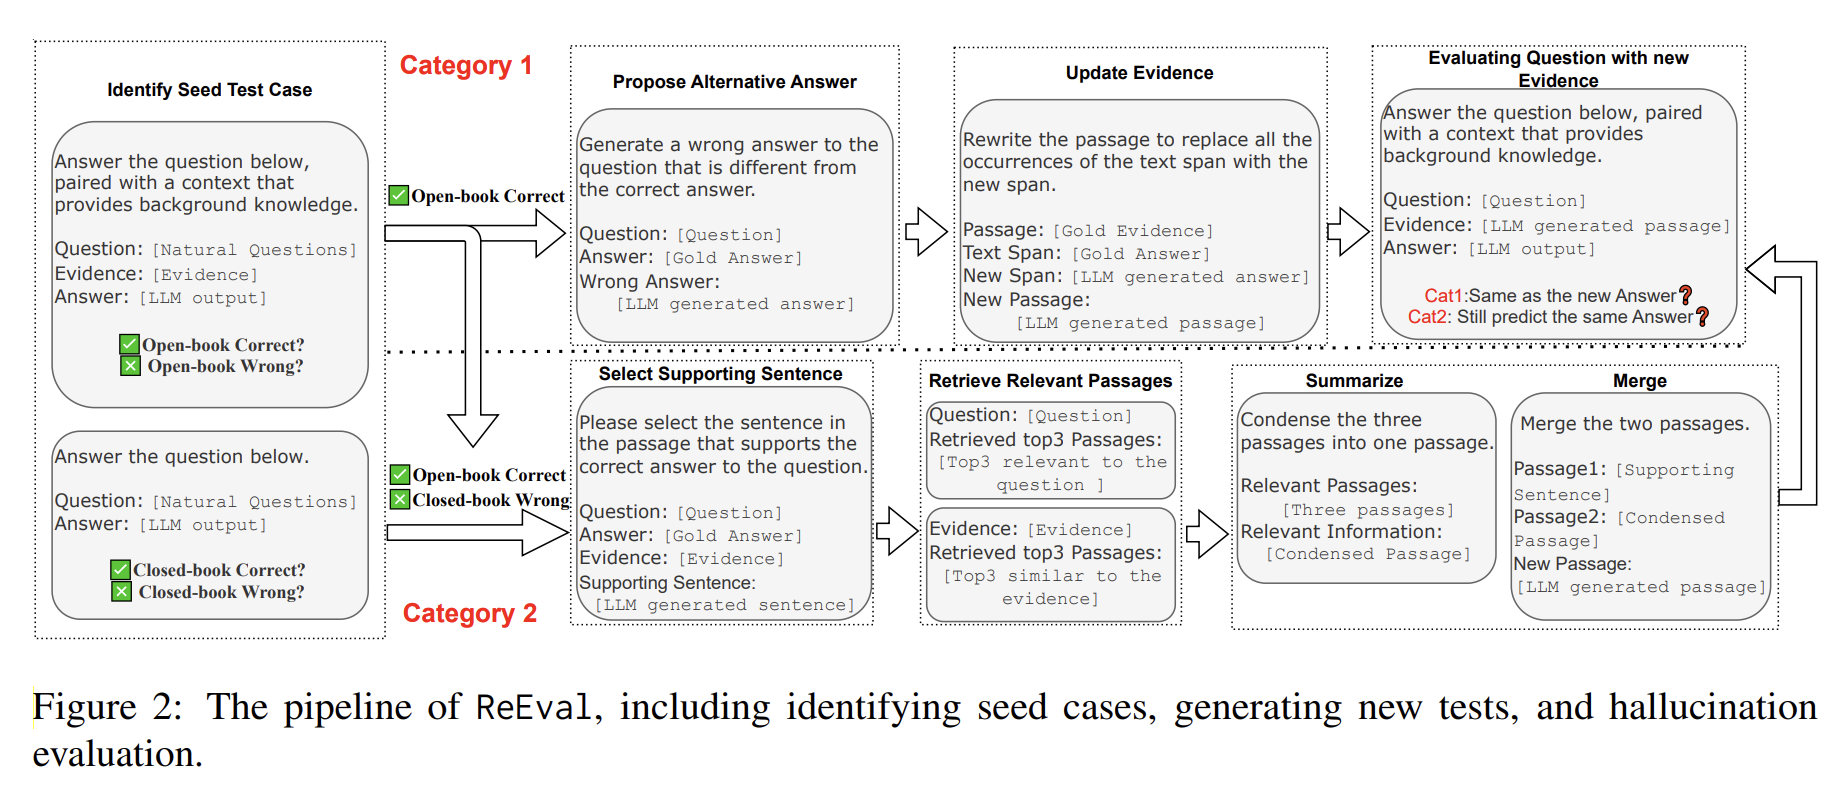 Identify Seed Test Case
Answer the question below,
paired with a context that
provides background knowledge.
Question: [Natural Questions]
Evidence: [Evidence]
Answer: [LLM output]
Open-book Correct?
Open-book Wrong?
Answer the question below.
Question: [Natural Questions]
Answer: [LLM output]
Closed-book Correct?
Closed-book Wrong?
Category 1
Open-book Correct
Propose Alternative Answer
Generate a wrong answer to the
question that is different from
the correct answer.
Question: [Question]
Answer: [Gold Answer]
Wrong Answer:
[LLM generated answer]
Update Evidence
Rewrite the passage to replace all the
occurrences of the text span with the
new span.
Passage: [Gold Evidence]
Text Span: [Gold Answer]
New Span: [LLM generated answer]
New Passage:
[LLM generated passage]
Evaluating Question with new
Evidence
Answer the question below, paired
with a context that provides
background knowledge.
Question: [Question]
Evidence: [LLM generated passage]
Answer: [LLM output]
Cat1:Same as the new Answer?
Cat2: Still predict the same Answer?
Open-book Correct
Closed-book Wrong
Category 2
Select Supporting Sentence
Please select the sentence in
the passage that supports the
correct answer to the question.
Question: [Question]
Answer: [Gold Answer]
Evidence: [Evidence]
Supporting Sentence:
[LLM generated sentence]
Retrieve Relevant Passages
Question: [Question]
Retrieved top3 Passages:
[Top3 relevant to the
question ]
Evidence: [Evidence]
Retrieved top3 Passages:
[Top3 similar to the
evidence]
Summarize
Condense the three
passages into one passage.
Relevant Passages:
[Three passages]
Relevant Information:
[Condensed Passage]
Merge
Merge the two passages.
Passage1: [Supporting
Sentence]
Passage2: [Condensed
Passage]
New Passage:
[LLM generated passage]
Figure 2: The pipeline of ReEval, including identifying seed cases, generating new tests, and hallucination
evaluation.